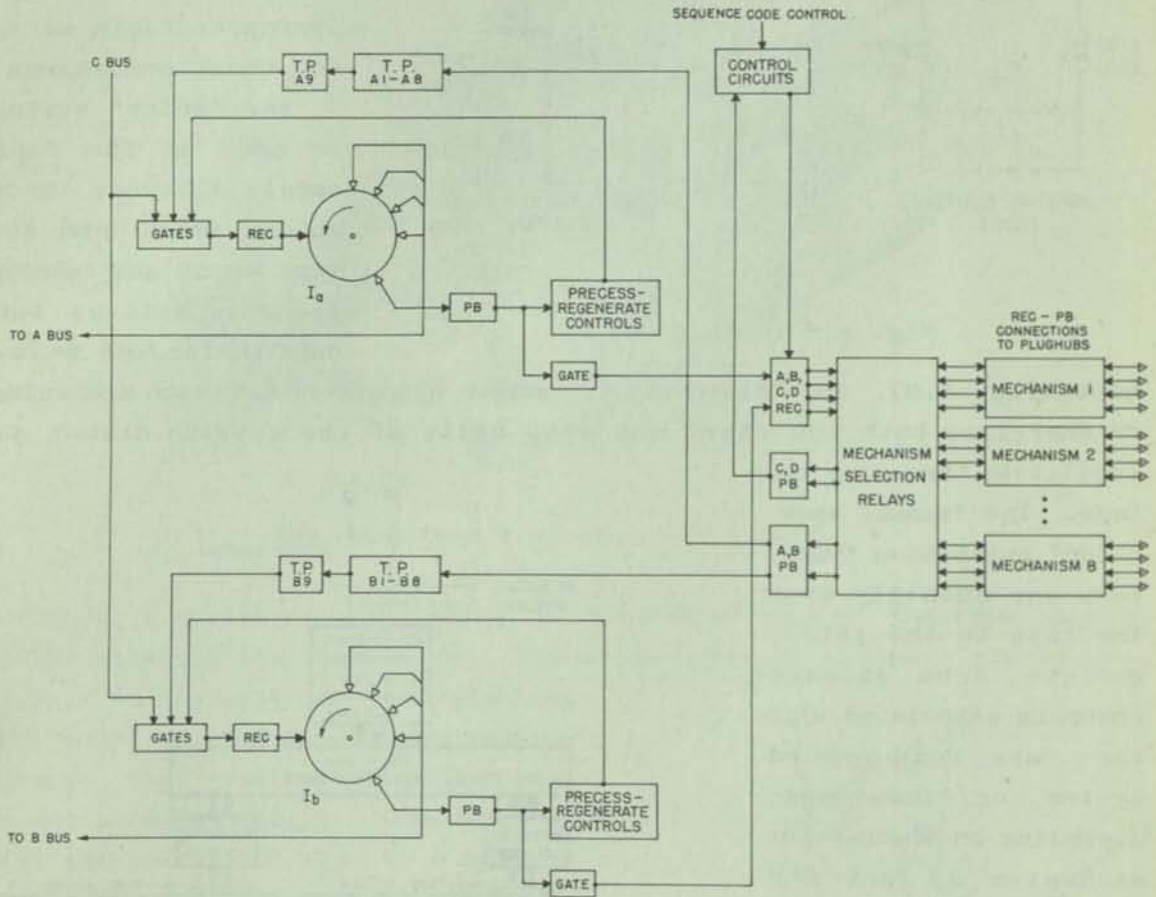 SEQUENCE CODE CONTROL
C BUS
T.P.
A9
T.P.
A1-A8
CONTROL
CIRCUITS
GATES
REC
Ia
PB
PRECESS-
REGENERATE
CONTROLS
TO A BUS
GATE
A,B,
C,D
REC
C,D
PB
A,B
PB
MECHANISM
SELECTION
RELAYS
REC - PB
CONNECTIONS
TO PLUGHUBS
MECHANISM 1
MECHANISM 2
MECHANISM 8
T.P.
B9
T.P.
B1-B8
GATES
REC
Ib
PB
PRECESS-
REGENERATE
CONTROLS
TO B BUS
GATE